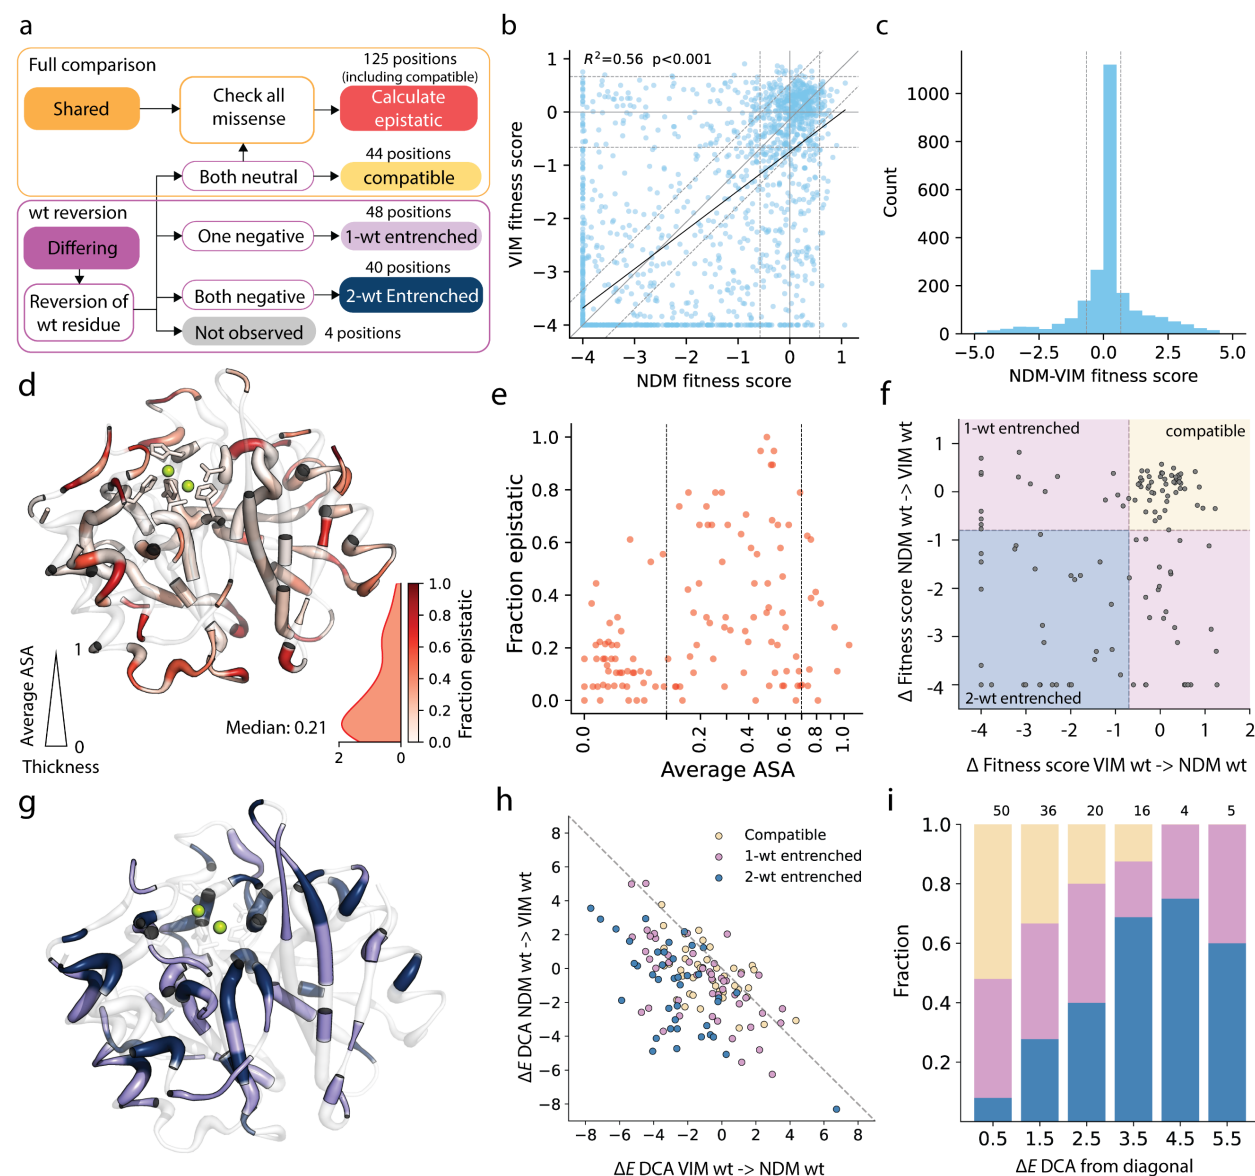 a
Full comparison
125 positions
(including compatible)
Shared
Check all
missense
Calculate
epistatic
44 positions
Both neutral
compatible
wt reversion
48 positions
Differing
One negative
1-wt entrenched
40 positions
Reversion of
wt residue
Both negative
2-wt Entrenched
Not observed
4 positions
b
R²=0.56 p<0.001
VIM fitness score
1
0
−1
−2
−3
−4
−4
−3
−2
−1
0
1
NDM fitness score
c
Count
1000
800
600
400
200
0
−5.0
−2.5
0.0
2.5
5.0
NDM-VIM fitness score
d
Average ASA
1
0
Thickness
Median: 0.21
2
0
1.0
0.8
0.6
0.4
0.2
0.0
Fraction epistatic
e
Fraction epistatic
1.0
0.8
0.6
0.4
0.2
0.0
0.0
0.2
0.4
0.6
0.8
1.0
Average ASA
f
Δ Fitness score NDM wt -> VIM wt
1-wt entrenched
compatible
2-wt entrenched
1
0
-1
-2
-3
-4
-4
-3
-2
-1
0
1
2
Δ Fitness score VIM wt -> NDM wt
g
h
ΔE DCA NDM wt -> VIM wt
Compatible
1-wt entrenched
2-wt entrenched
8
6
4
2
0
−2
−4
−6
−8
−8
−6
−4
−2
0
2
4
6
8
ΔE DCA VIM wt -> NDM wt
i
50
36
20
16
4
5
Fraction
1.0
0.8
0.6
0.4
0.2
0.5
1.5
2.5
3.5
4.5
5.5
ΔE DCA from diagonal